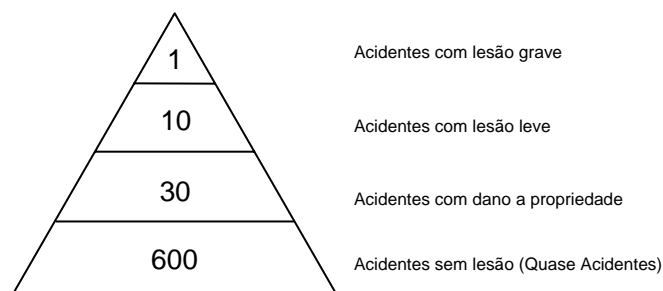 1 Acidentes com lesão grave
10 Acidentes com lesão leve
30 Acidentes com dano a propriedade
600 Acidentes sem lesão (Quase Acidentes)